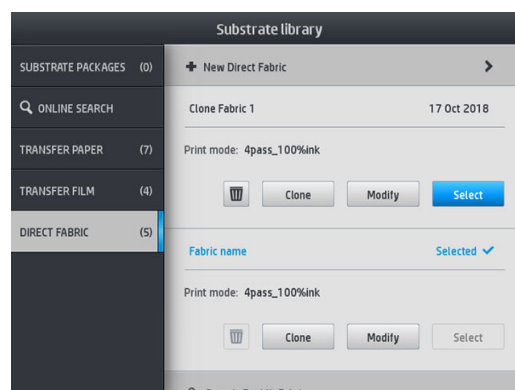 Substrate library
SUBSTRATE PACKAGES (0)
ONLINE SEARCH
TRANSFER PAPER (7)
TRANSFER FILM (4)
DIRECT FABRIC (5)
New Direct Fabric
Clone Fabric 1 17 Oct 2018
Print mode: 4pass_100%ink
Clone Modify Select
Fabric name Selected
Print mode: 4pass_100%ink
Clone Modify Select